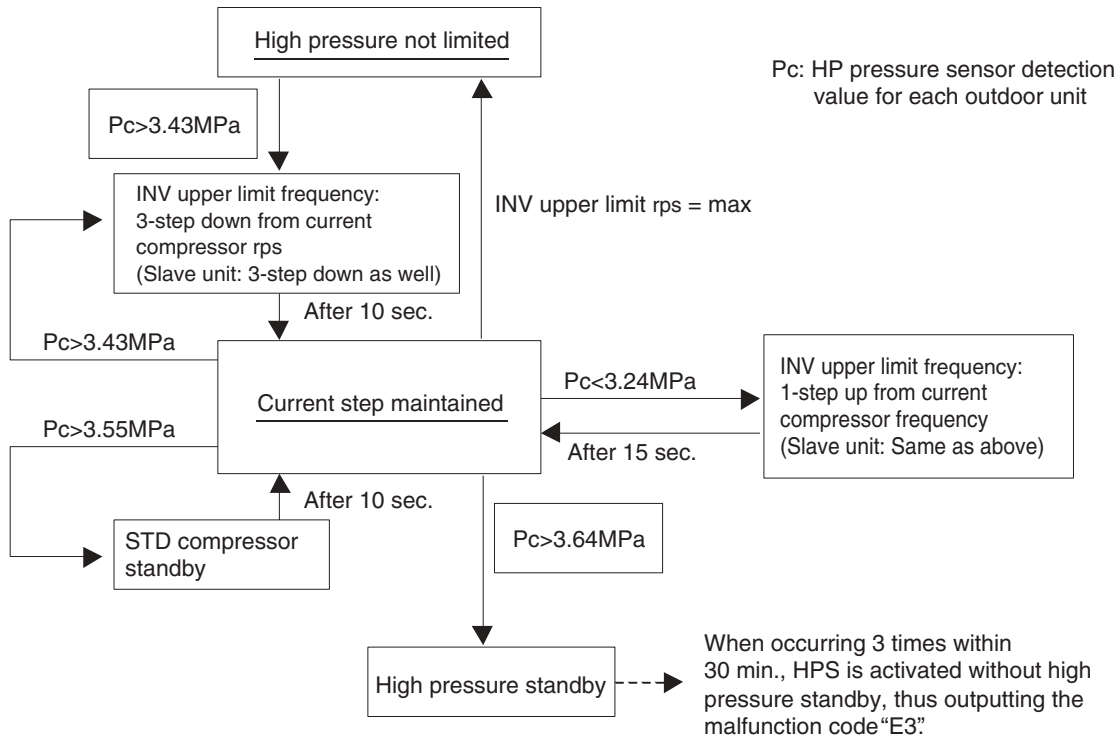 High pressure not limited
Pc: HP pressure sensor detection
value for each outdoor unit
Pc>3.43MPa
INV upper limit frequency:
3-step down from current
compressor rps
(Slave unit: 3-step down as well)
INV upper limit rps = max
After 10 sec.
Pc>3.43MPa
Current step maintained
Pc<3.24MPa
After 15 sec.
INV upper limit frequency:
1-step up from current
compressor frequency
(Slave unit: Same as above)
Pc>3.55MPa
After 10 sec.
STD compressor
standby
Pc>3.64MPa
High pressure standby
When occurring 3 times within
30 min., HPS is activated without high
pressure standby, thus outputting the
malfunction code “E3”.